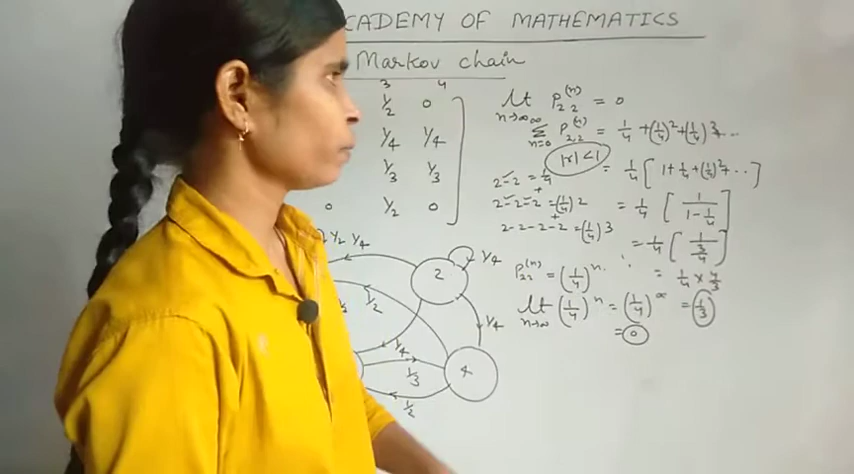 CADEMY OF MATHEMATICS
Markov chain
3 4
1/2 0
1/4 1/4
1/3 1/3
0 1/2 0
lt n→∞ P₂₂⁽ⁿ⁾ = 0
∞ Σ n=0 P₂₂⁽ⁿ⁾ = 1/4 + (1/4)² + (1/4)³ + ...
|r| < 1
= 1/4 [ 1 + 1/4 + (1/4)² + ... ]
2-2 = 1/4
+
2-2-2 = (1/4)²
+
2-2-2-2 = (1/4)³
= 1/4 [ 1/(1 - 1/4) ]
= 1/4 [ 1/(3/4) ]
P₂₂⁽ⁿ⁾ = (1/4)ⁿ
= 1/4 × 4/3
lt n→∞ (1/4)ⁿ = (1/4)^∞
= 1/3
= 0
1/2 1/4
2
1/4
1/2
1/4
1/4
1/3
4
1/2